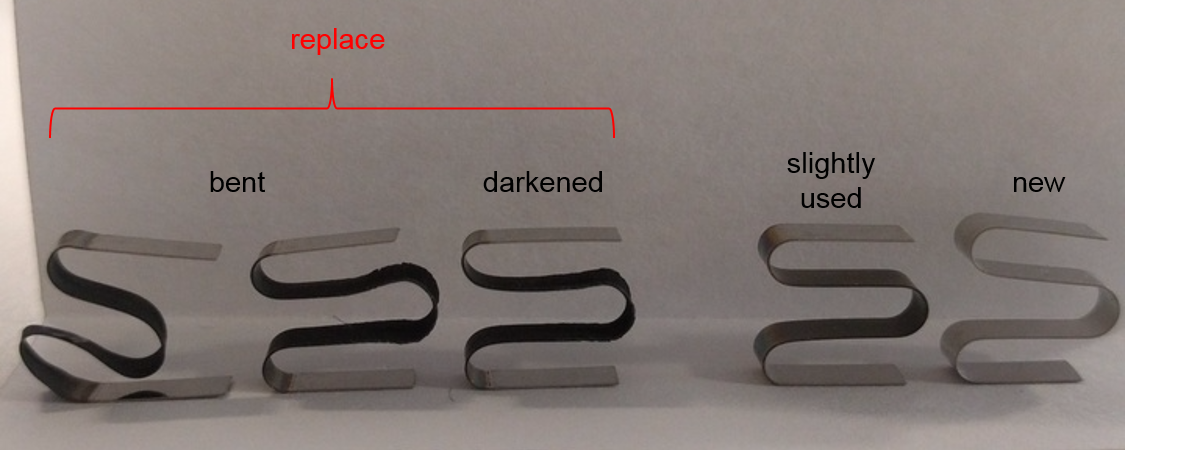 replace
bent
darkened
slightly
used
new